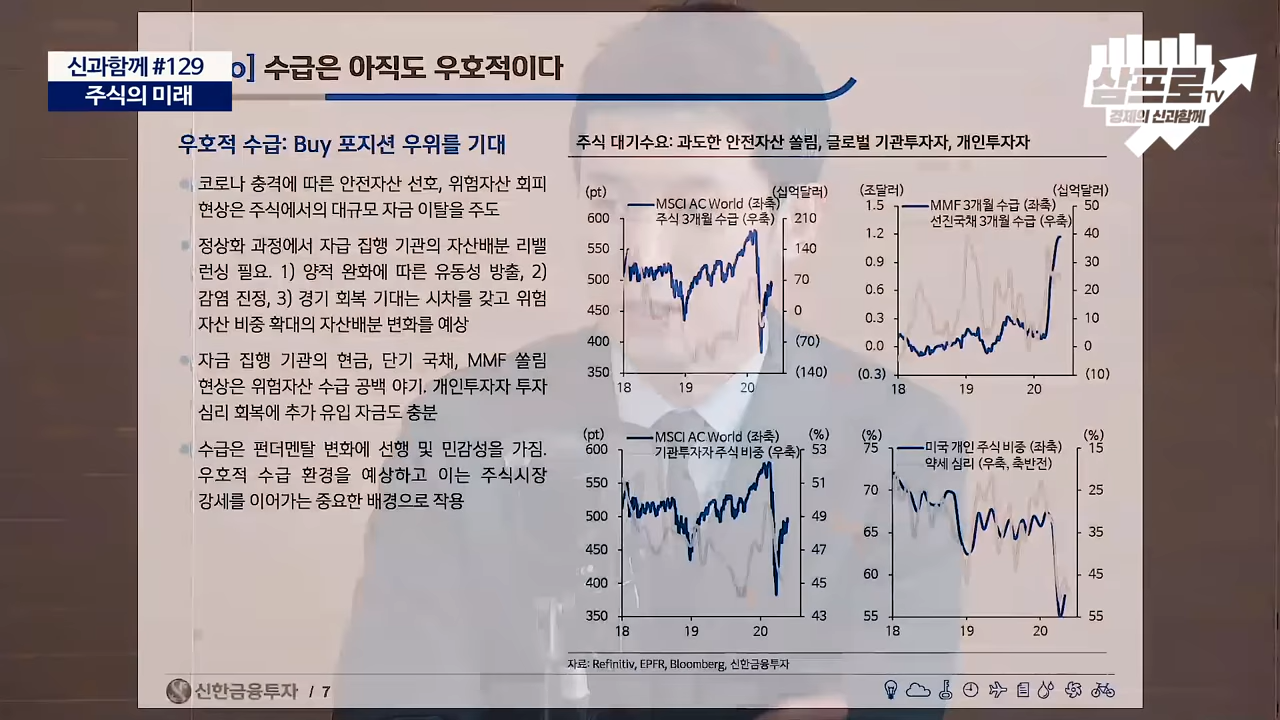 신과함께 #129
주식의 미래
o] 수급은 아직도 우호적이다
삼프로TV
경제의 신과함께
우호적 수급: Buy 포지션 우위를 기대
코로나 충격에 따른 안전자산 선호, 위험자산 회피
현상은 주식에서의 대규모 자금 이탈을 주도
정상화 과정에서 자금 집행 기관의 자산배분 리밸
런싱 필요. 1) 양적 완화에 따른 유동성 방출, 2)
감염 진정, 3) 경기 회복 기대는 시차를 갖고 위험
자산 비중 확대의 자산배분 변화를 예상
자금 집행 기관의 현금, 단기 국채, MMF 쏠림
현상은 위험자산 수급 공백 야기. 개인투자자 투자
심리 회복에 추가 유입 자금도 충분
수급은 펀더멘탈 변화에 선행 및 민감성을 가짐.
우호적 수급 환경을 예상하고 이는 주식시장
강세를 이어가는 중요한 배경으로 작용
주식 대기수요: 과도한 안전자산 쏠림, 글로벌 기관투자자, 개인투자자
(pt) (십억달러)
MSCI AC World (좌축)
주식 3개월 수급 (우축)
600 210
550 140
500 70
450 0
400 (70)
350 (140)
18 19 20
(조달러) (십억달러)
MMF 3개월 수급 (좌축)
선진국채 3개월 수급 (우축)
1.5 50
1.2 40
0.9 30
0.6 20
0.3 10
0.0 0
(0.3) (10)
18 19 20
(pt) (%)
MSCI AC World (좌축)
기관투자자 주식 비중 (우축)
600 53
550 51
500 49
450 47
400 45
350 43
18 19 20
(%) (%)
미국 개인 주식 비중 (좌축)
약세 심리 (우축, 축반전)
75 15
70 25
65 35
60 45
55 55
18 19 20
자료: Refinitiv, EPFR, Bloomberg, 신한금융투자
신한금융투자 / 7